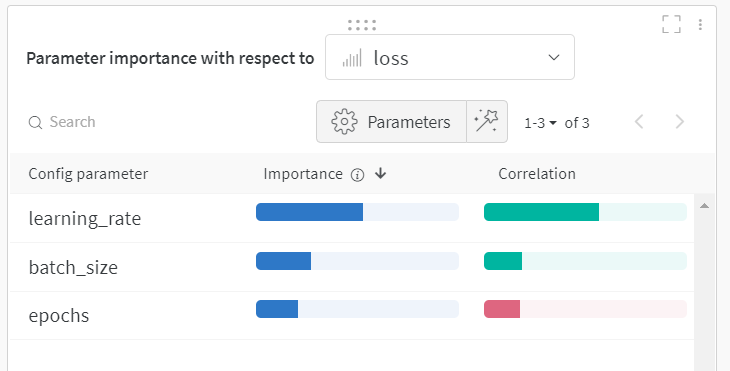 Parameter importance with respect to loss
Search Parameters 1-3 of 3
Config parameter Importance Correlation
learning_rate
batch_size
epochs